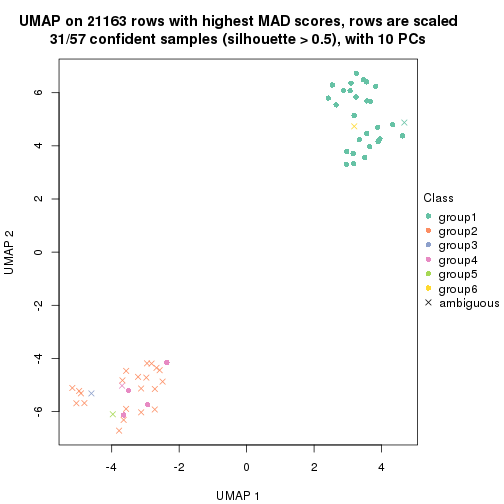 UMAP on 21163 rows with highest MAD scores, rows are scaled
31/57 confident samples (silhouette > 0.5), with 10 PCs
6
4
2
0
-2
-4
-6
UMAP 2
-4
-2
0
2
4
UMAP 1
Class
group1
group2
group3
group4
group5
group6
ambiguous